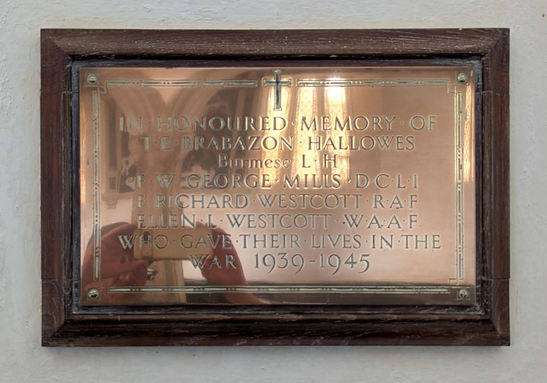 IN·HONOURED·MEMORY·OF
T·E·BRABAZON·HALLOWES
Burmese L·H
F·W·GEORGE·MILLS·D·C·L·I
F·RICHARD·WESTCOTT·R·A·F
ELLEN·I·WESTCOTT·W·A·A·F
WHO·GAVE·THEIR·LIVES·IN·THE
WAR 1939-1945